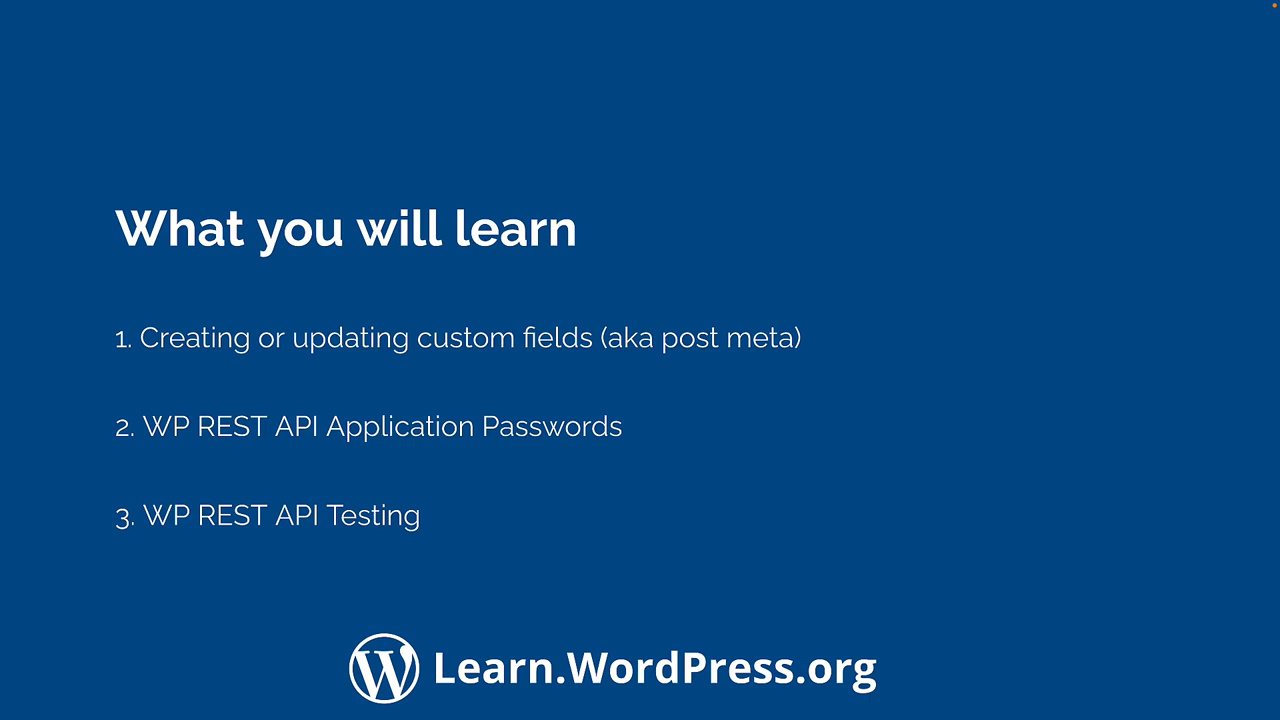 What you will learn
1. Creating or updating custom fields (aka post meta)
2. WP REST API Application Passwords
3. WP REST API Testing
Learn.WordPress.org